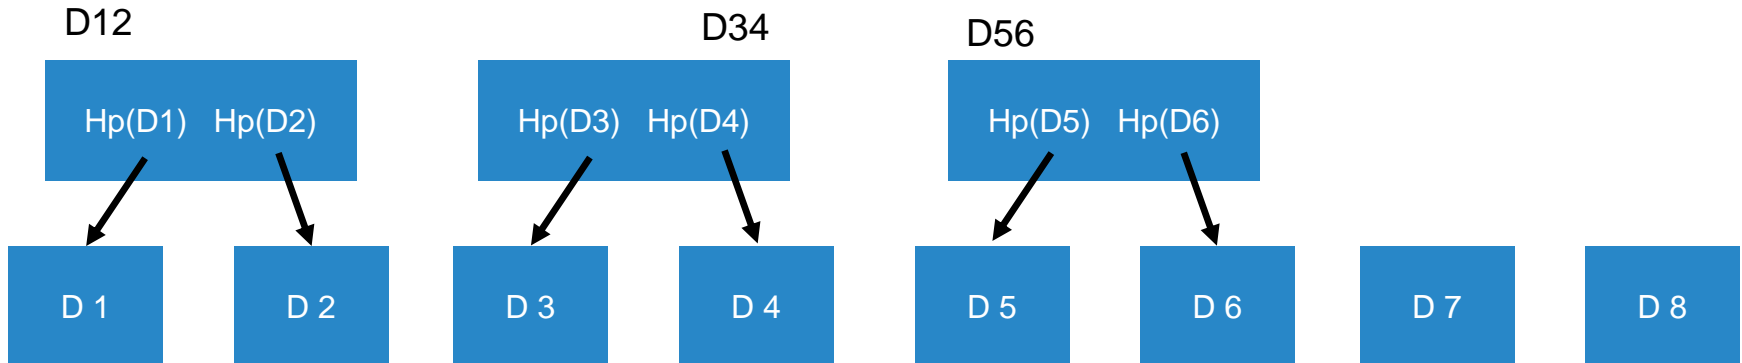 D12
D34
D56
Hp(D1) Hp(D2)
Hp(D3) Hp(D4)
Hp(D5) Hp(D6)
D 1
D 2
D 3
D 4
D 5
D 6
D 7
D 8